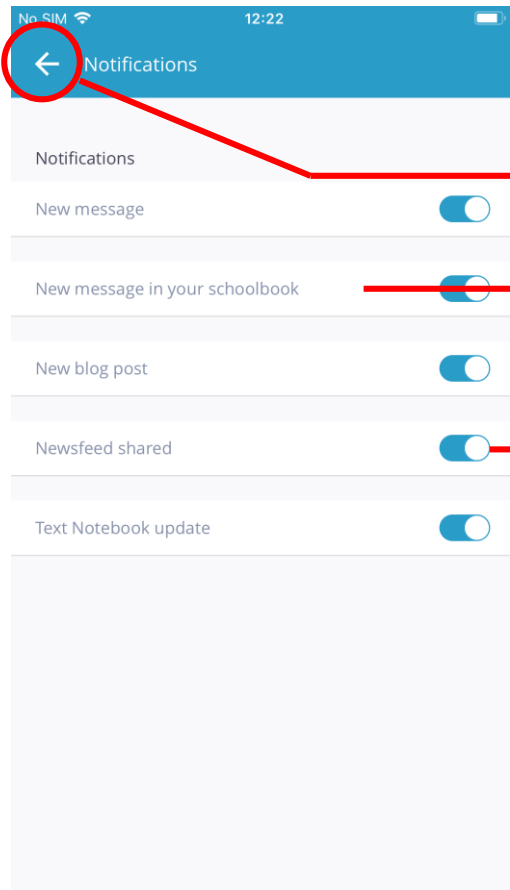 No SIM 12:22
Notifications
Notifications
New message
New message in your schoolbook
New blog post
Newsfeed shared
Text Notebook update